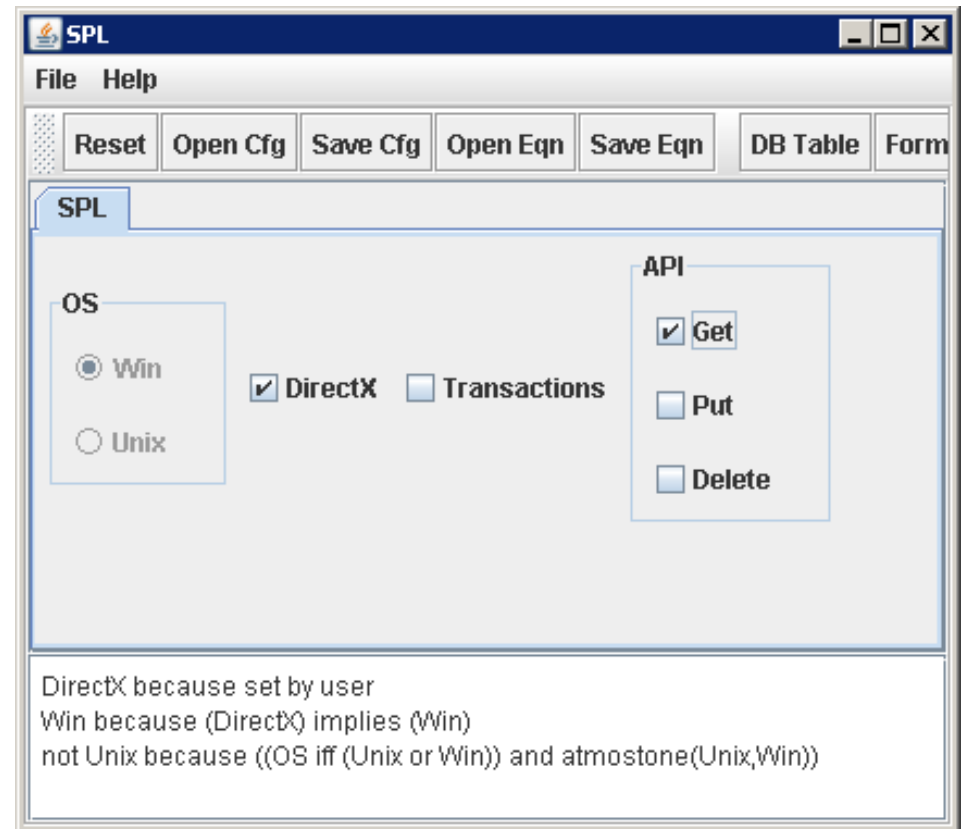 SPL
File Help
Reset Open Cfg Save Cfg Open Eqn Save Eqn DB Table Form
SPL
OS
Win
Unix
DirectX Transactions
API
Get
Put
Delete
DirectX because set by user
Win because (DirectX) implies (Win)
not Unix because ((OS iff (Unix or Win)) and atmostone(Unix,Win))